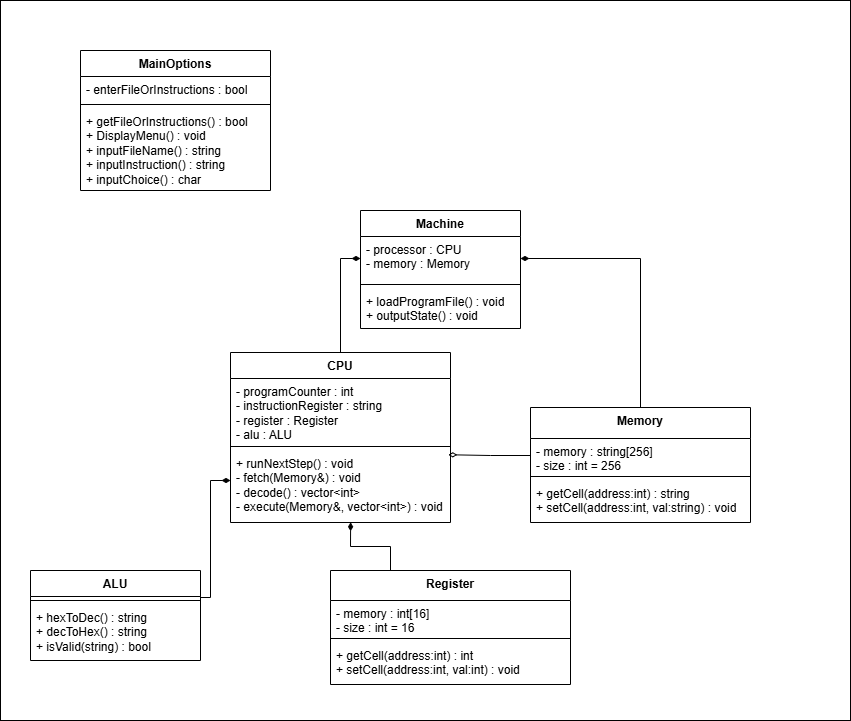 MainOptions
- enterFileOrInstructions : bool
+ getFileOrInstructions() : bool
+ DisplayMenu() : void
+ inputFileName() : string
+ inputInstruction() : string
+ inputChoice() : char
Machine
- processor : CPU
- memory : Memory
+ loadProgramFile() : void
+ outputState() : void
CPU
- programCounter : int
- instructionRegister : string
- register : Register
- alu : ALU
+ runNextStep() : void
- fetch(Memory&) : void
- decode() : vector<int>
- execute(Memory&, vector<int>) : void
Memory
- memory : string[256]
- size : int = 256
+ getCell(address:int) : string
+ setCell(address:int, val:string) : void
ALU
+ hexToDec() : string
+ decToHex() : string
+ isValid(string) : bool
Register
- memory : int[16]
- size : int = 16
+ getCell(address:int) : int
+ setCell(address:int, val:int) : void